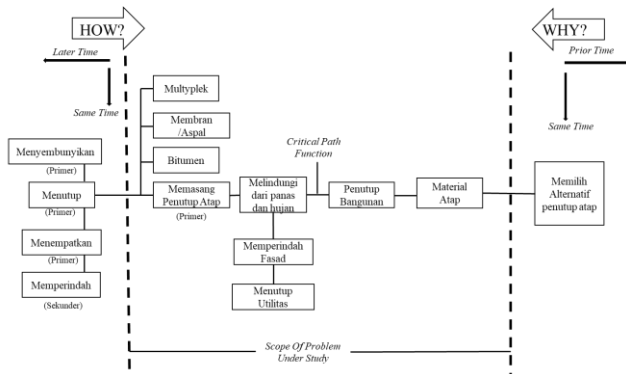 HOW?
WHY?
Later Time
Prior Time
Same Time
Same Time
Multyplek
Membran
/Aspal
Bitumen
Critical Path
Function
Menyembunyikan
(Primer)
Menutup
(Primer)
Menempatkan
(Primer)
Memperindah
(Sekunder)
Memasang
Penutup Atap
(Primer)
Melindungi
dari panas
dan hujan
Penutup
Bangunan
Material
Atap
Memilih
Alternatif
penutup atap
Memperindah
Fasad
Menutup
Utilitas
Scope Of Problem
Under Study